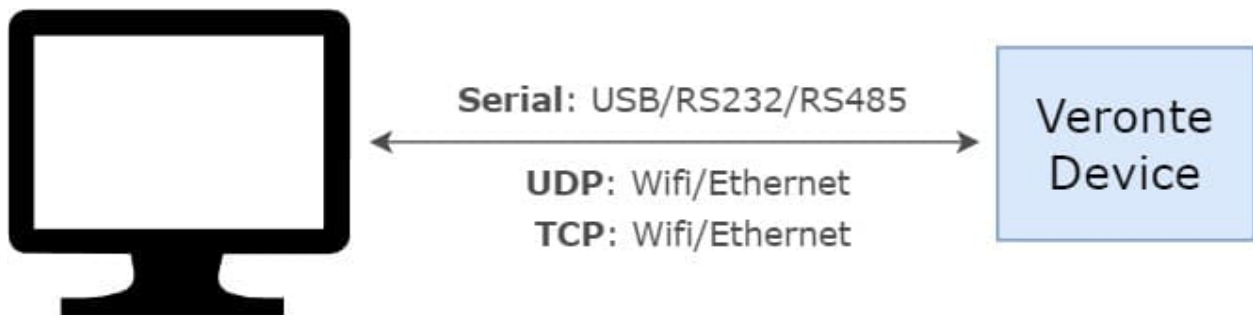 Serial: USB/RS232/RS485
UDP: Wifi/Ethernet
TCP: Wifi/Ethernet
Veronte
Device